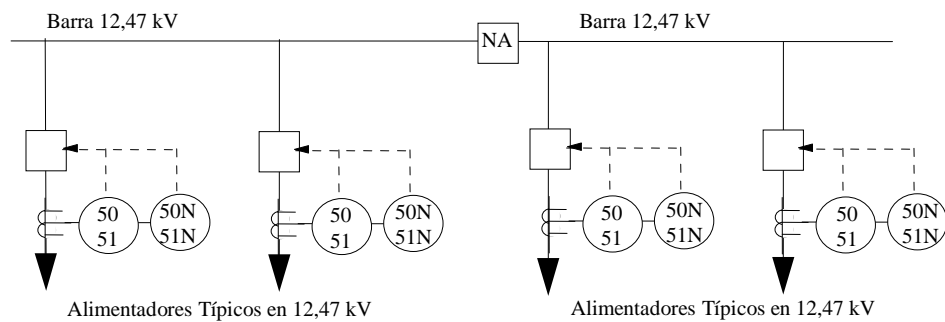 Barra 12,47 kV
Barra 12,47 kV
NA
50
51
50N
51N
50
51
50N
51N
50
51
50N
51N
50
51
50N
51N
Alimentadores Típicos en 12,47 kV
Alimentadores Típicos en 12,47 kV